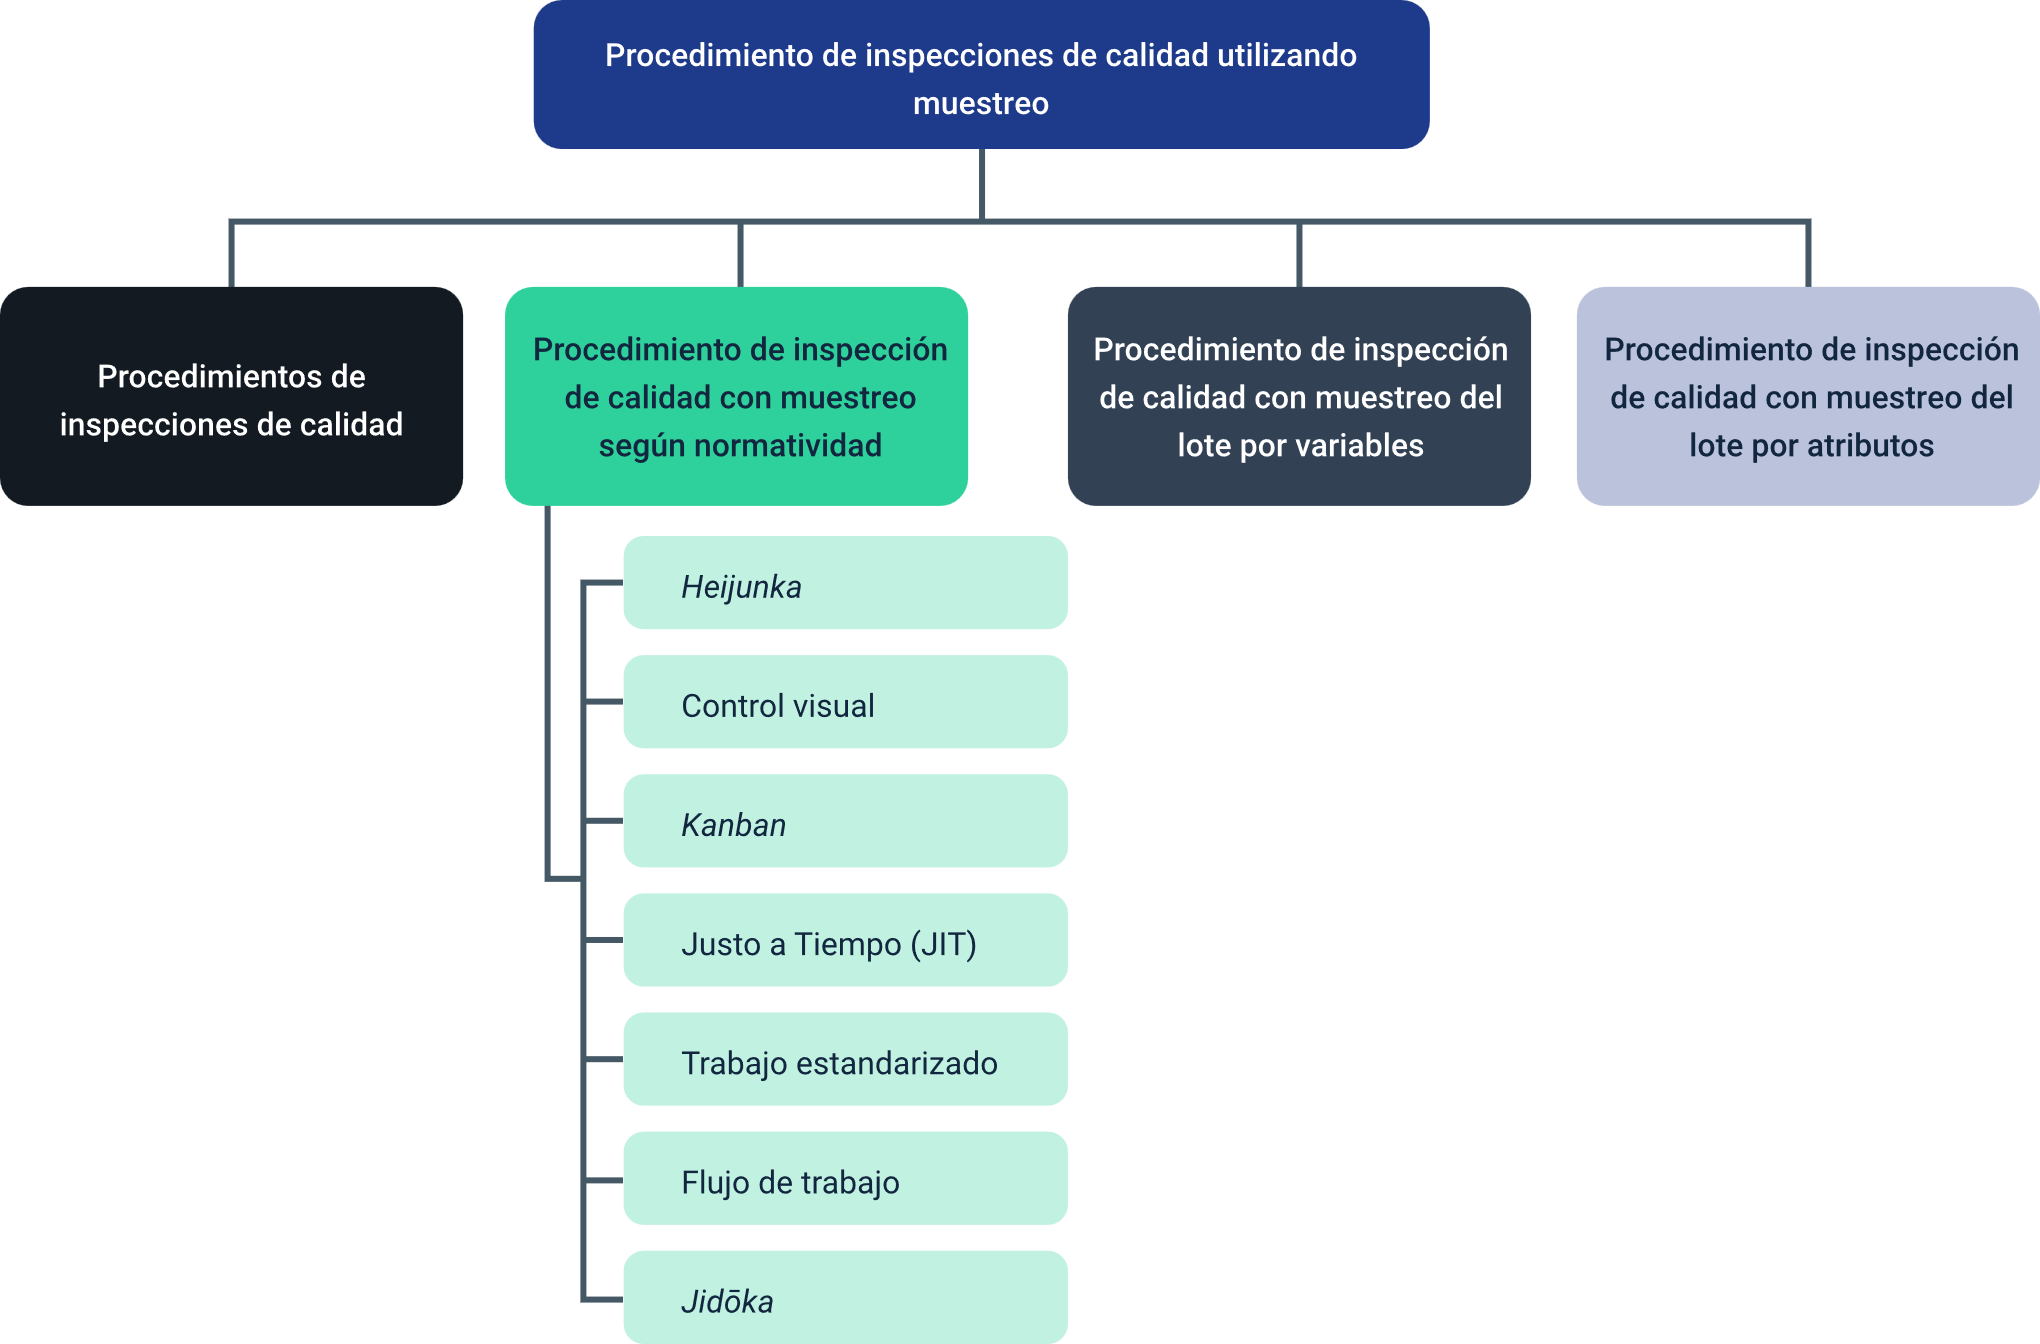 Procedimiento de inspecciones de calidad utilizando
muestreo
Procedimientos de
inspecciones de calidad
Procedimiento de inspección
de calidad con muestreo
según normatividad
Procedimiento de inspección
de calidad con muestreo del
lote por variables
Procedimiento de inspección
de calidad con muestreo del
lote por atributos
Heijunka
Control visual
Kanban
Justo a Tiempo (JIT)
Trabajo estandarizado
Flujo de trabajo
Jidōka